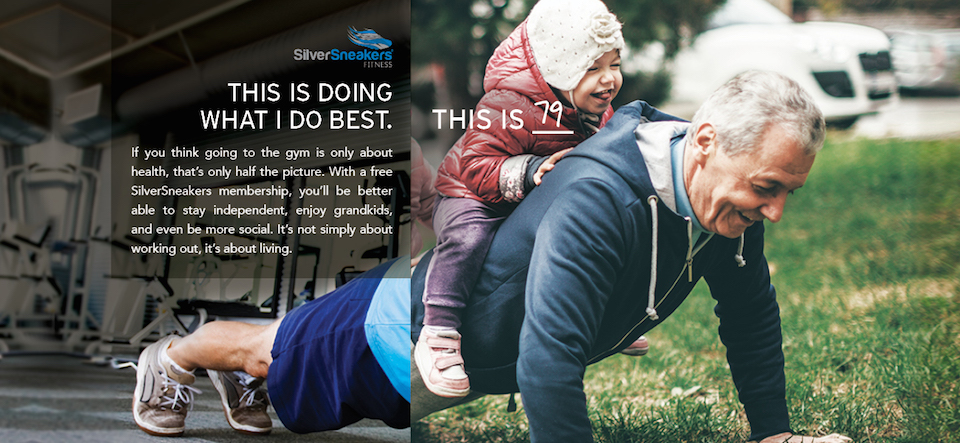 SilverSneakers
FITNESS
THIS IS DOING
WHAT I DO BEST.
If you think going to the gym is only about
health, that's only half the picture. With a free
SilverSneakers membership, you'll be better
able to stay independent, enjoy grandkids,
and even be more social. It's not simply about
working out, it's about living.
THIS IS 79